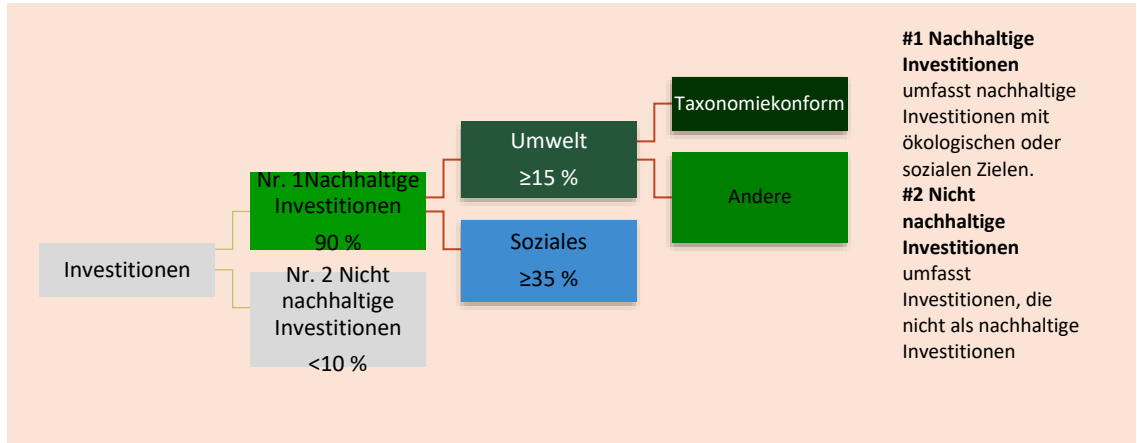 Investitionen
Nr. 1Nachhaltige
Investitionen
90 %
Nr. 2 Nicht
nachhaltige
Investitionen
<10 %
Umwelt
≥15 %
Soziales
≥35 %
Taxonomiekonform
Andere
#1 Nachhaltige
Investitionen
umfasst nachhaltige
Investitionen mit
ökologischen oder
sozialen Zielen.
#2 Nicht
nachhaltige
Investitionen
umfasst
Investitionen, die
nicht als nachhaltige
Investitionen